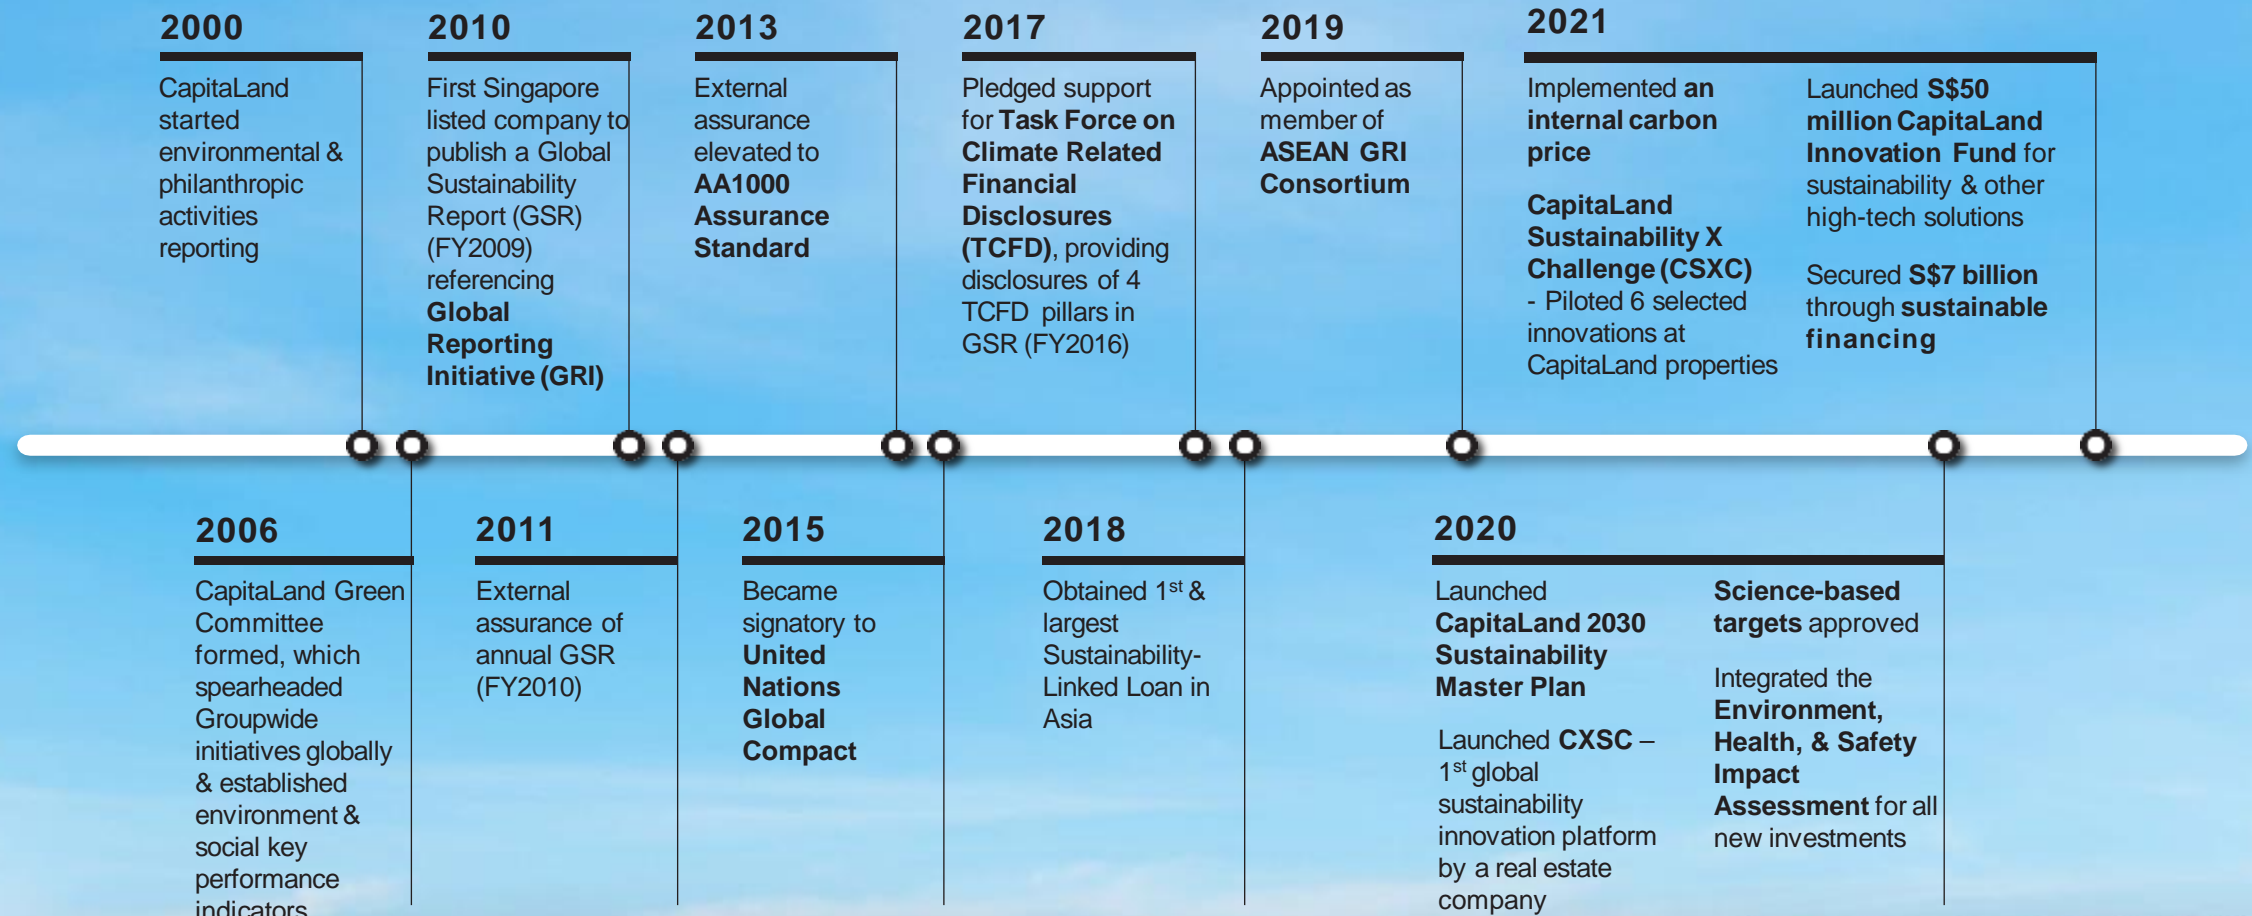 2000
CapitaLand
started
environmental &
philanthropic
activities
reporting
2010
First Singapore
listed company to
publish a Global
Sustainability
Report (GSR)
(FY2009)
referencing
Global
Reporting
Initiative (GRI)
2013
External
assurance
elevated to
AA1000
Assurance
Standard
2017
Pledged support
for Task Force on
Climate Related
Financial
Disclosures
(TCFD), providing
disclosures of 4
TCFD pillars in
GSR (FY2016)
2019
Appointed as
member of
ASEAN GRI
Consortium
2021
Implemented an
internal carbon
price
CapitaLand
Sustainability X
Challenge (CSXC)
- Piloted 6 selected
innovations at
CapitaLand properties
Launched S$50
million CapitaLand
Innovation Fund for
sustainability & other
high-tech solutions
Secured S$7 billion
through sustainable
financing
2006
CapitaLand Green
Committee
formed, which
spearheaded
Groupwide
initiatives globally
& established
environment &
social key
performance
indicators
2011
External
assurance of
annual GSR
(FY2010)
2015
Became
signatory to
United
Nations
Global
Compact
2018
Obtained 1st &
largest
Sustainability-
Linked Loan in
Asia
2020
Launched
CapitaLand 2030
Sustainability
Master Plan
Launched CXSC –
1st global
sustainability
innovation platform
by a real estate
company
Science-based
targets approved
Integrated the
Environment,
Health, & Safety
Impact
Assessment for all
new investments